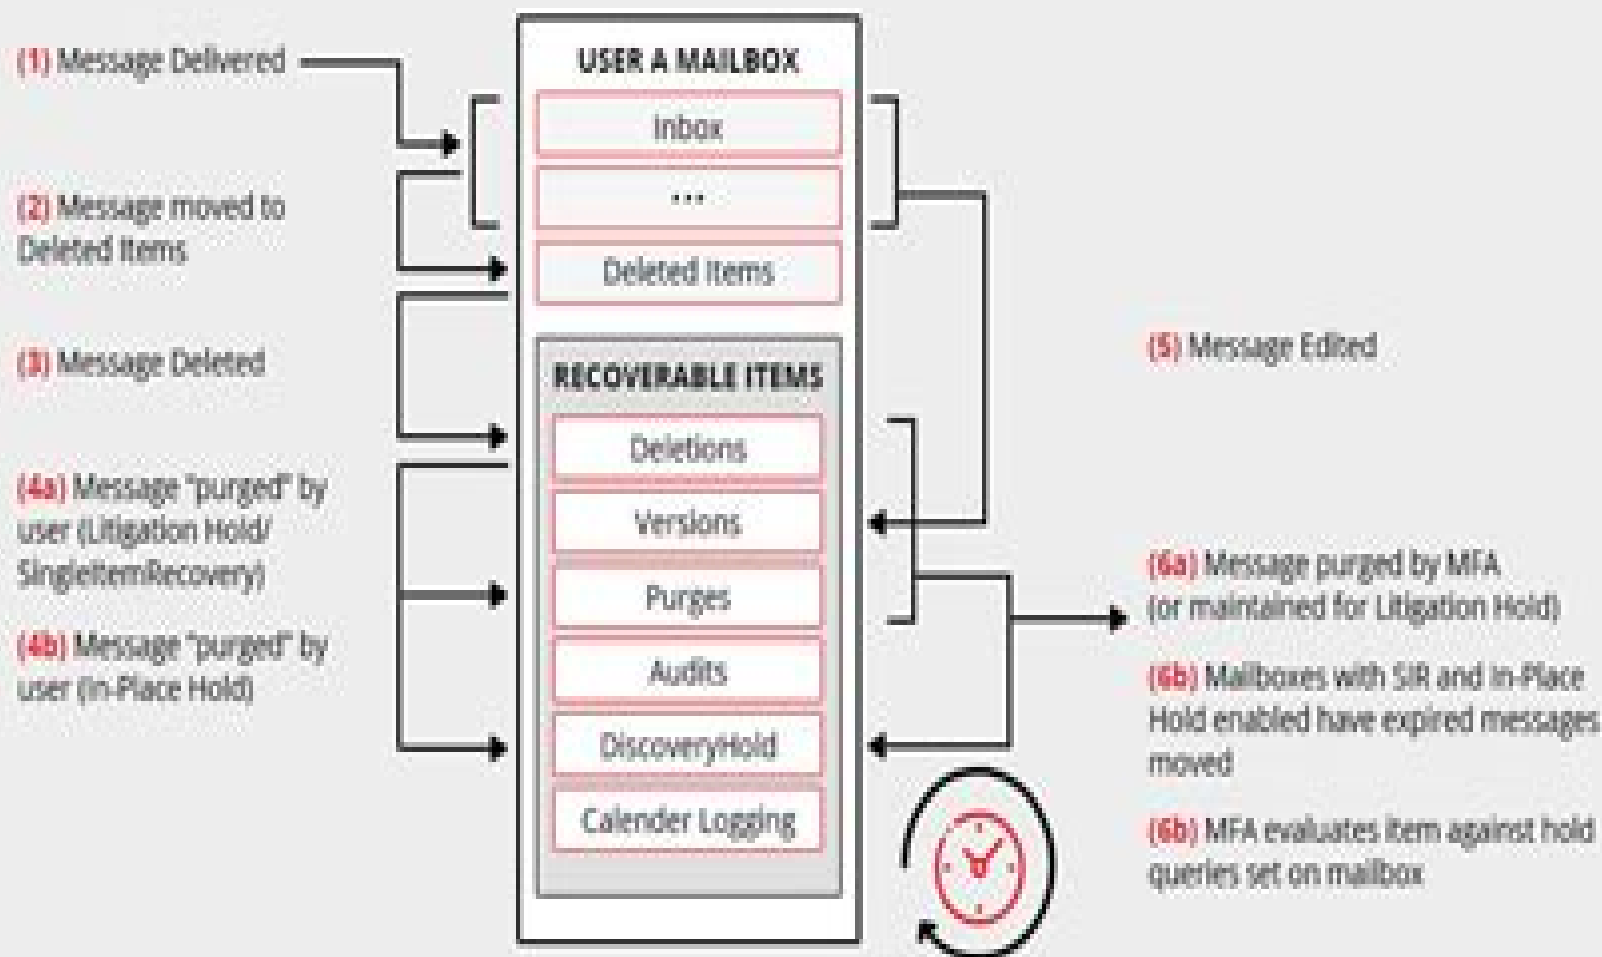 (1) Message Delivered
(2) Message moved to
Deleted Items
(3) Message Deleted
(4a) Message "purged" by
user (Litigation Hold/
SingleItemRecovery)
(4b) Message "purged" by
user (In-Place Hold)
USER A MAILBOX
Inbox
...
Deleted Items
RECOVERABLE ITEMS
Deletions
Versions
Purges
Audits
DiscoveryHold
Calender Logging
(5) Message Edited
(6a) Message purged by MFA
(or maintained for Litigation Hold)
(6b) Mailboxes with SIR and In-Place
Hold enabled have expired messages
moved
(6b) MFA evaluates item against hold
queries set on mailbox